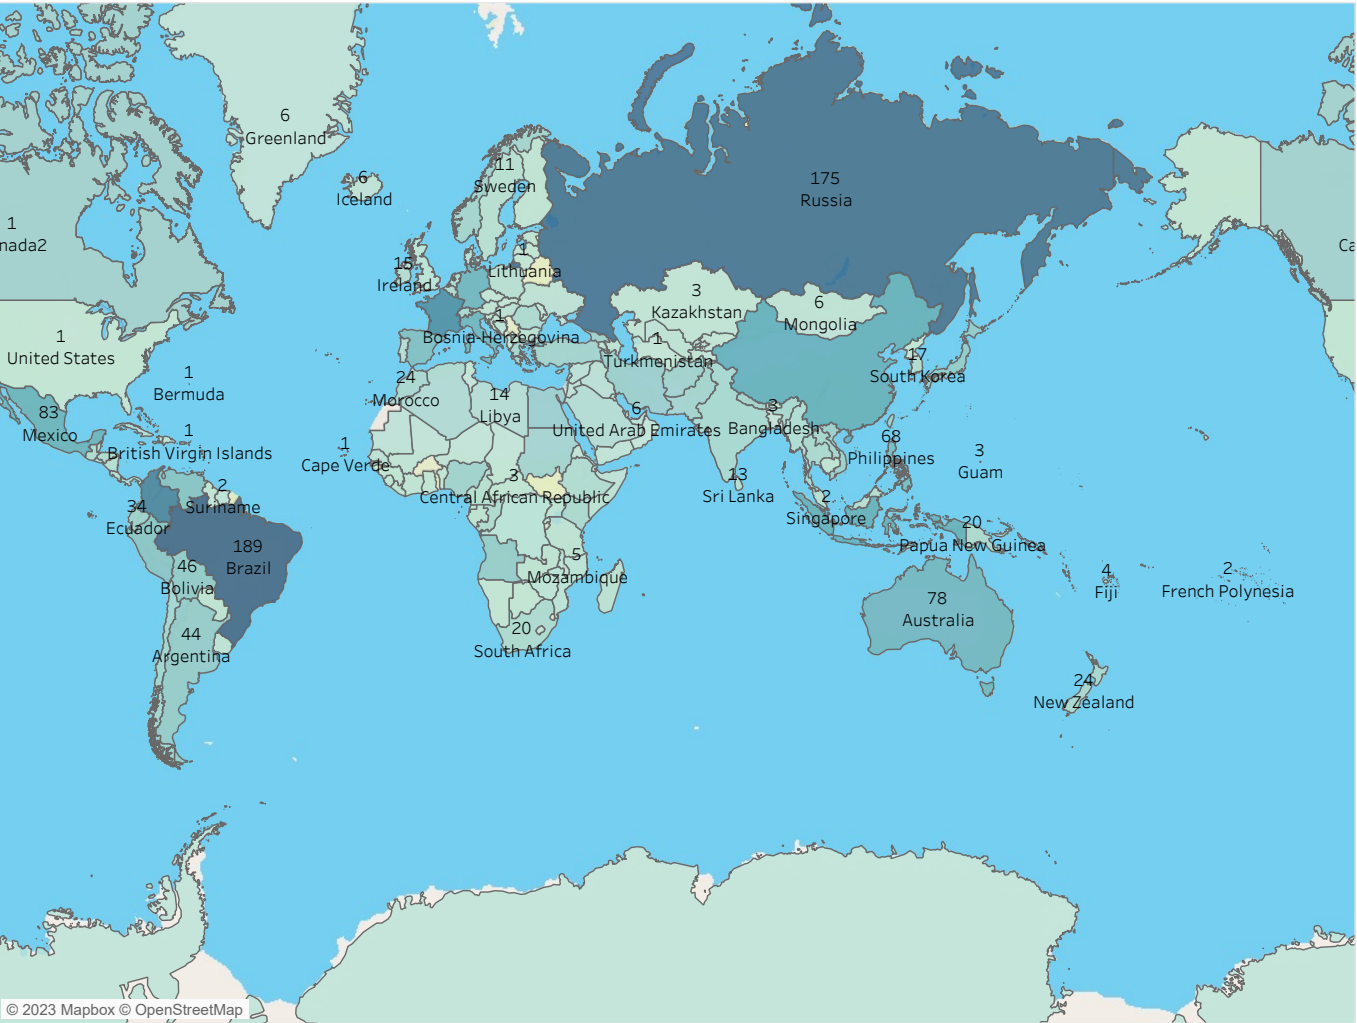 6
Greenland
6
Iceland
11
Sweden
175
Russia
1
nada2
Ca
15
Ireland
1
Lithuania
3
Kazakhstan
6
Mongolia
1
United States
1
Bosnia-Herzegovina
1
Turkmenistan
17
South Korea
1
Bermuda
24
Morocco
14
Libya
6
United Arab Emirates
3
Bangladesh
83
Mexico
1
British Virgin Islands
1
Cape Verde
68
Philippines
3
Guam
2
Suriname
3
Central African Republic
13
Sri Lanka
34
Ecuador
2
Singapore
20
Papua New Guinea
189
Brazil
46
Bolivia
5
Mozambique
4
Fiji
2
French Polynesia
78
Australia
44
Argentina
20
South Africa
24
New Zealand
© 2023 Mapbox © OpenStreetMap